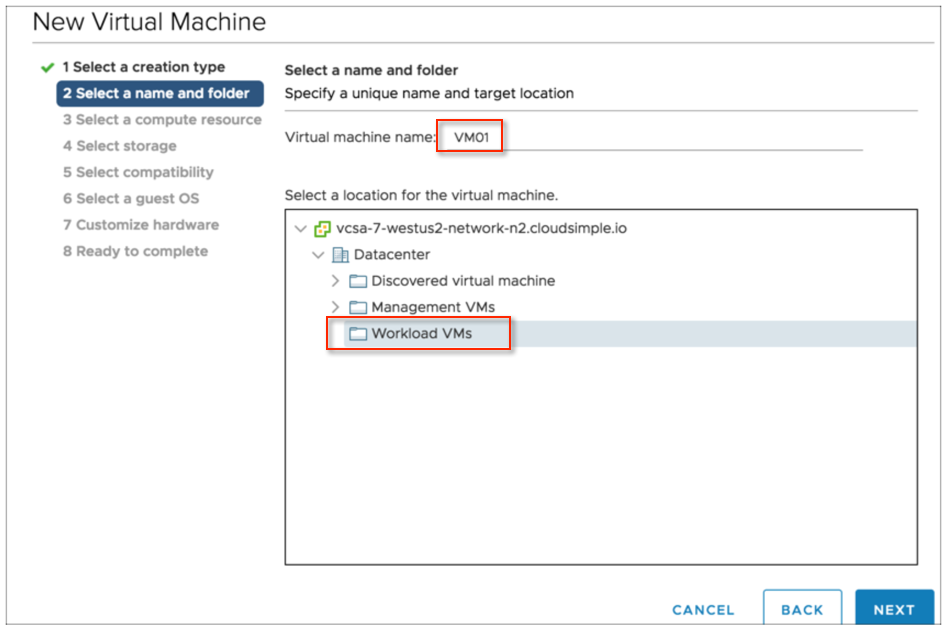 New Virtual Machine
1 Select a creation type
2 Select a name and folder
3 Select a compute resource
4 Select storage
5 Select compatibility
6 Select a guest OS
7 Customize hardware
8 Ready to complete
Select a name and folder
Specify a unique name and target location
Virtual machine name: VM01
Select a location for the virtual machine.
vcsa-7-westus2-network-n2.cloudsimple.io
Datacenter
Discovered virtual machine
Management VMs
Workload VMs
CANCEL BACK NEXT